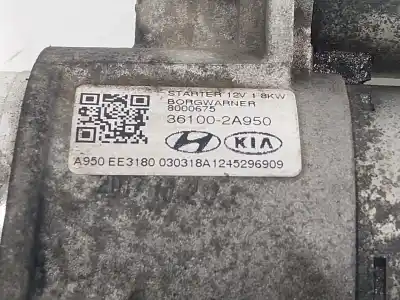 STARTER 12V 1.8KW
BORGWARNER
8000675
36100-2A950
KIA
A950 EE3180 030318A1245296909